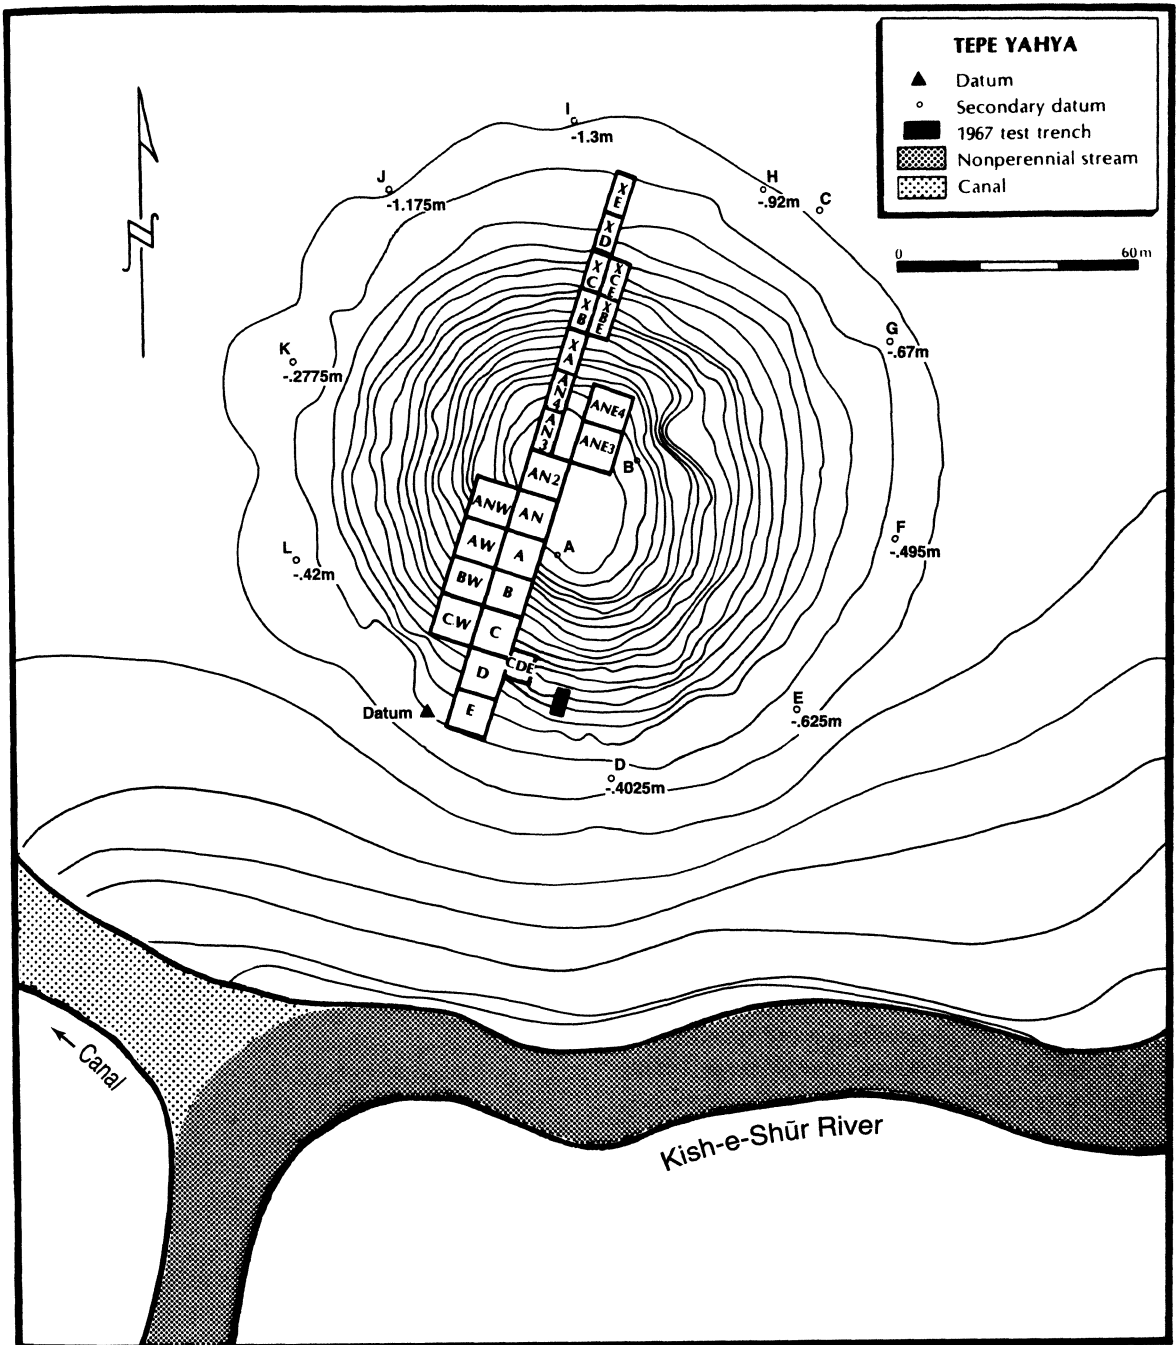 TEPE YAHYA
Datum
Secondary datum
1967 test trench
Nonperennial stream
Canal
0 60 m
I
-1.3m
J
-1.175m
H
-.92m
C
G
-.67m
K
-.2775m
F
-.495m
L
-.42m
E
-.625m
D
-.4025m
B
A
Datum
XE
XD
XC
XCE
XB
XBE
XA
AN4
AN3
ANE4
ANE3
AN2
ANW
AN
AW
A
BW
B
CW
C
D
CDE
E
Canal
Kish-e-Shūr River